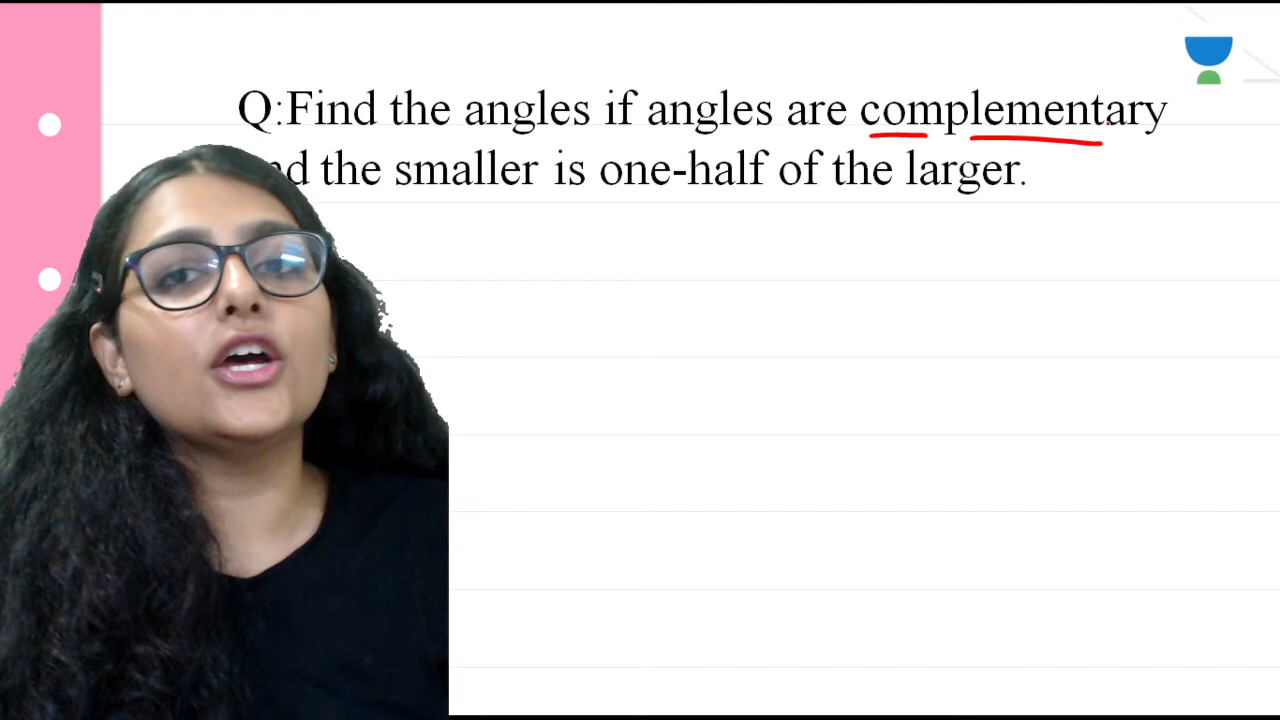 Q:Find the angles if angles are complementary
the smaller is one-half of the larger.